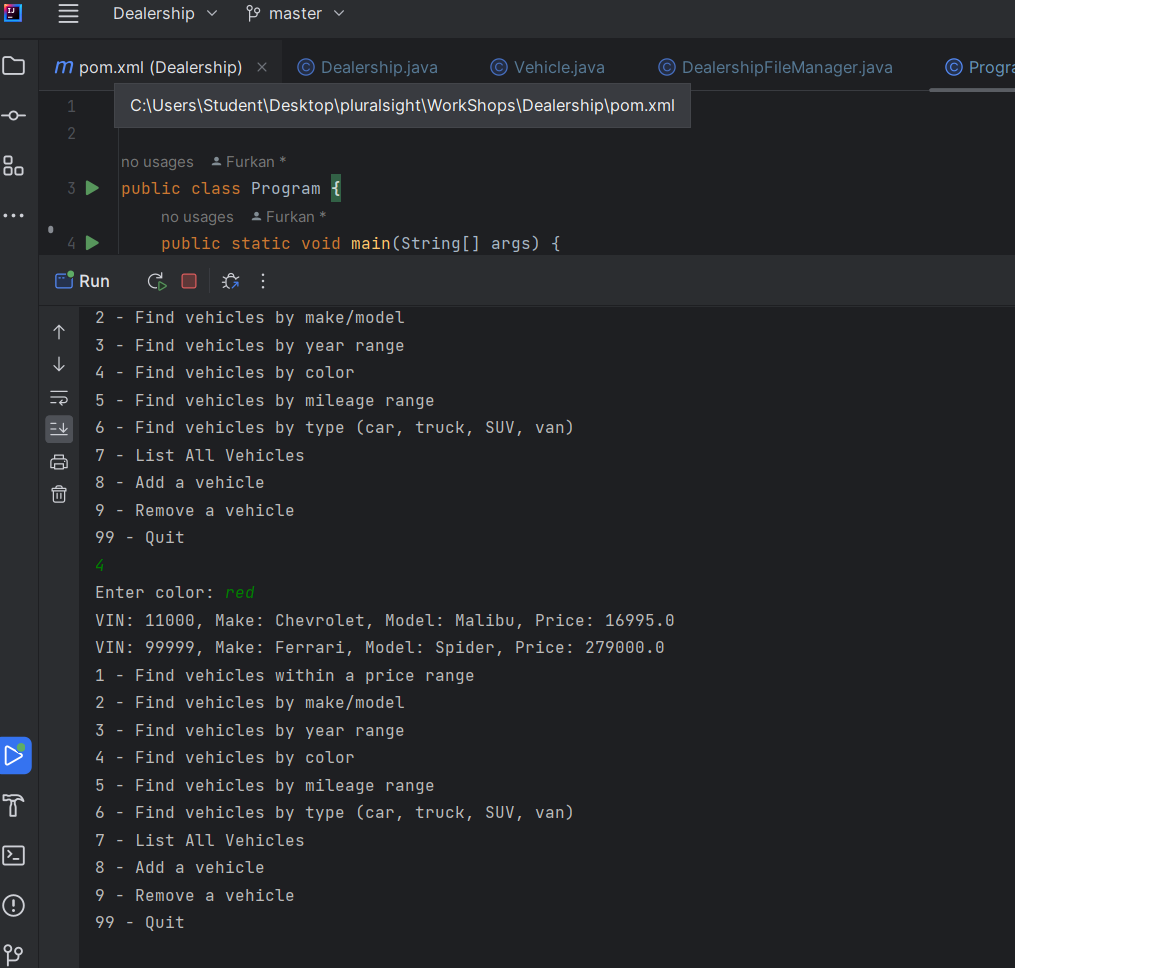 Dealership master
pom.xml (Dealership) Dealership.java Vehicle.java DealershipFileManager.java Progra
C:\Users\Student\Desktop\pluralsight\WorkShops\Dealership\pom.xml
1
2
no usages Furkan *
3 public class Program {
no usages Furkan *
4 public static void main(String[] args) {
Run
2 - Find vehicles by make/model
3 - Find vehicles by year range
4 - Find vehicles by color
5 - Find vehicles by mileage range
6 - Find vehicles by type (car, truck, SUV, van)
7 - List All Vehicles
8 - Add a vehicle
9 - Remove a vehicle
99 - Quit
4
Enter color: red
VIN: 11000, Make: Chevrolet, Model: Malibu, Price: 16995.0
VIN: 99999, Make: Ferrari, Model: Spider, Price: 279000.0
1 - Find vehicles within a price range
2 - Find vehicles by make/model
3 - Find vehicles by year range
4 - Find vehicles by color
5 - Find vehicles by mileage range
6 - Find vehicles by type (car, truck, SUV, van)
7 - List All Vehicles
8 - Add a vehicle
9 - Remove a vehicle
99 - Quit